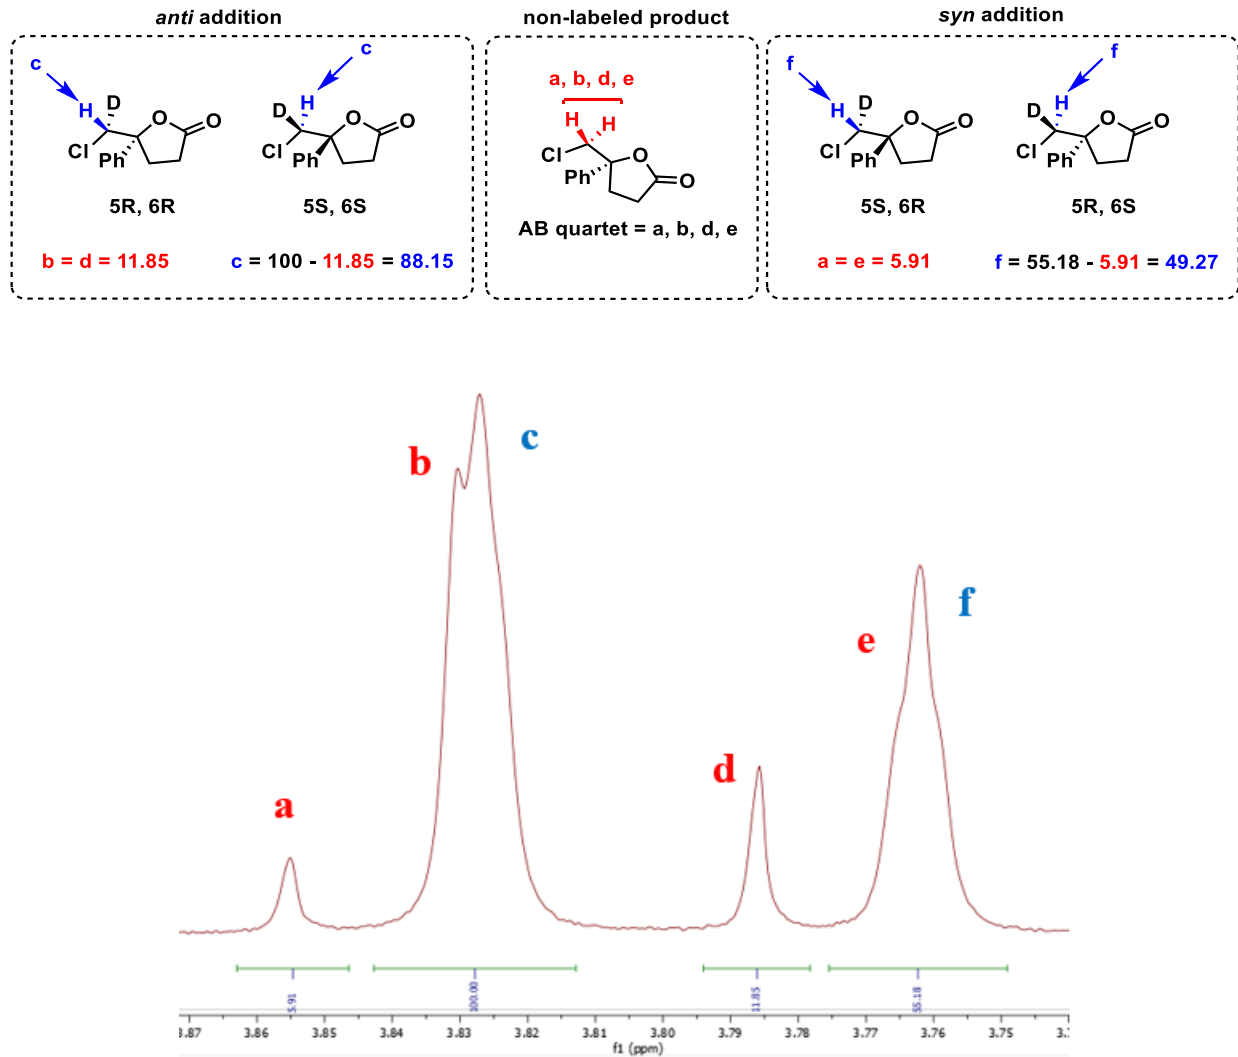 anti addition
non-labeled product
syn addition
c
c
H D
D H
O O
O O
Cl
Ph
Cl
Ph
5R, 6R
5S, 6S
b = d = 11.85
c = 100 - 11.85 = 88.15
a, b, d, e
H H
Cl
O
Ph
O
AB quartet = a, b, d, e
f
f
H D
D H
O O
O O
Cl
Ph
Cl
Ph
5S, 6R
5R, 6S
a = e = 5.91
f = 55.18 - 5.91 = 49.27
b
c
e
f
d
a
5.91
100.00
11.85
55.18
3.87 3.86 3.85 3.84 3.83 3.82 3.81 3.80 3.79 3.78 3.77 3.76 3.75
f1 (ppm)